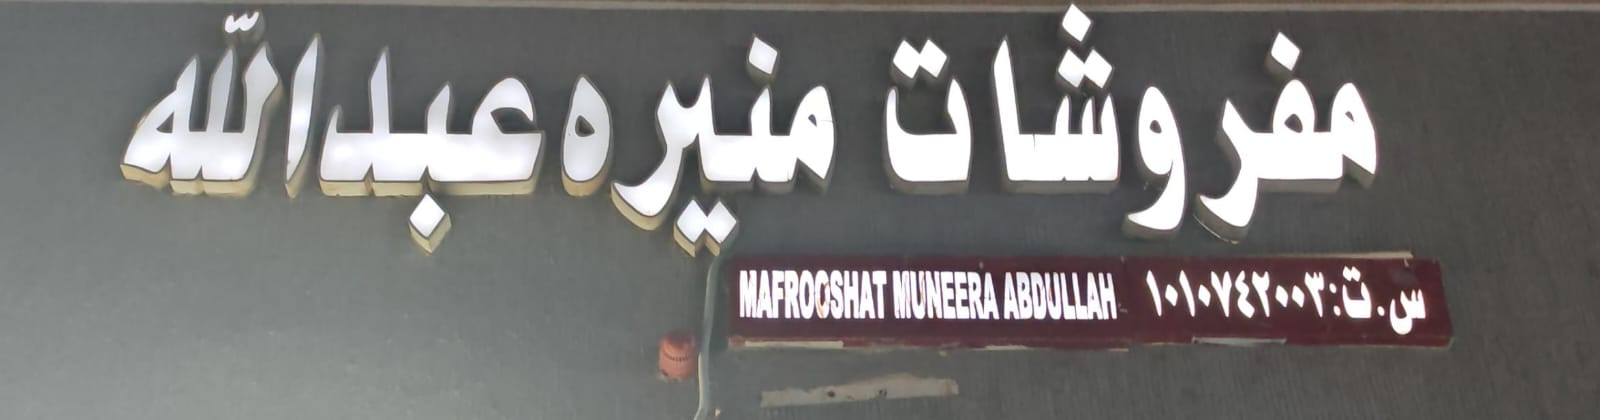 مفروشات منيره عبدالله
MAFROOSHAT MUNEERA ABDULLAH س.ت: ١٠١٠٧٤٢٠٠٣